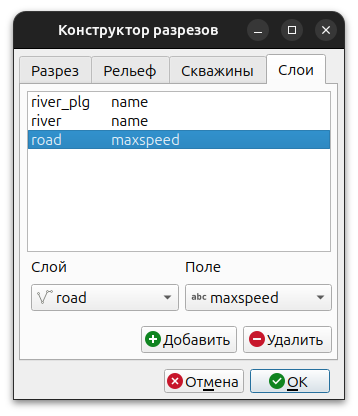 Конструктор разрезов
Разрез Рельеф Скважины Слои
river_plg name
river name
road maxspeed
Слой Поле
road abc maxspeed
Добавить Удалить
Отмена OK